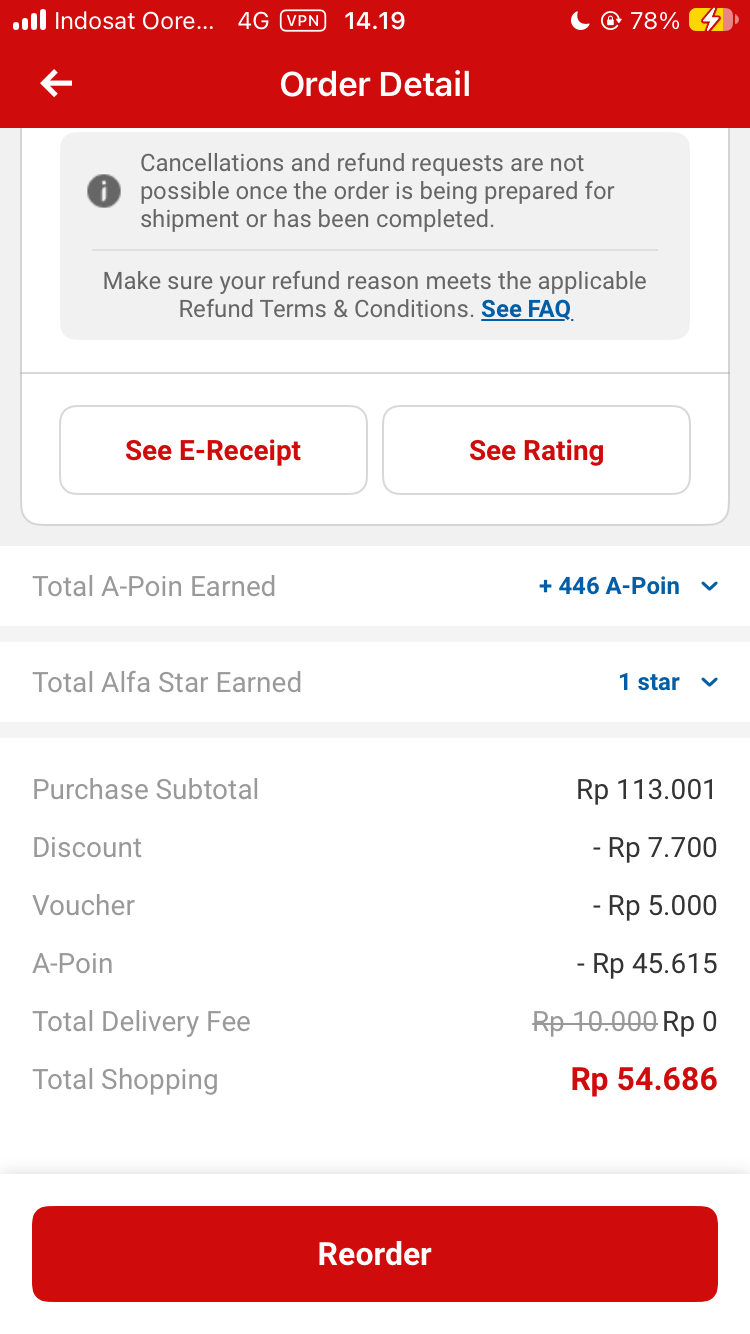 Indosat Oore... 4G VPN 14.19 78%
Order Detail
Cancellations and refund requests are not
possible once the order is being prepared for
shipment or has been completed.
Make sure your refund reason meets the applicable
Refund Terms & Conditions. See FAQ
See E-Receipt See Rating
Total A-Poin Earned + 446 A-Poin
Total Alfa Star Earned 1 star
Purchase Subtotal Rp 113.001
Discount - Rp 7.700
Voucher - Rp 5.000
A-Poin - Rp 45.615
Total Delivery Fee Rp 10.000 Rp 0
Total Shopping Rp 54.686
Reorder